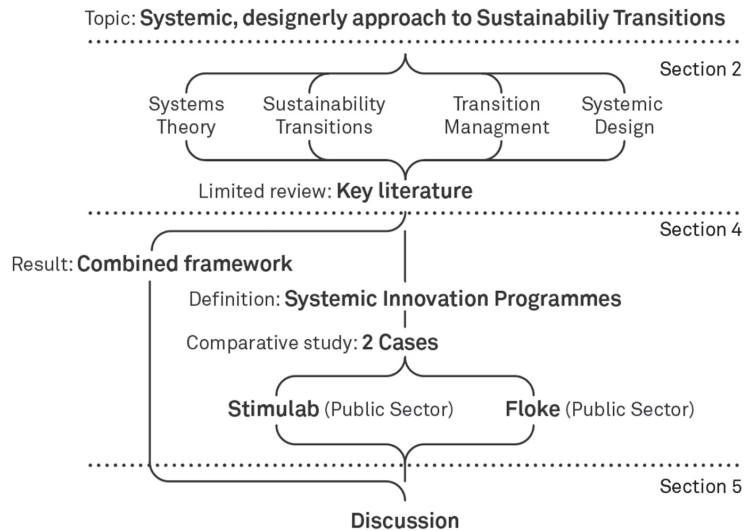 Topic: Systemic, designerly approach to Sustainabiliy Transitions
Section 2
Systems Theory
Sustainability Transitions
Transition Managment
Systemic Design
Limited review: Key literature
Section 4
Result: Combined framework
Definition: Systemic Innovation Programmes
Comparative study: 2 Cases
Stimulab (Public Sector)
Floke (Public Sector)
Section 5
Discussion